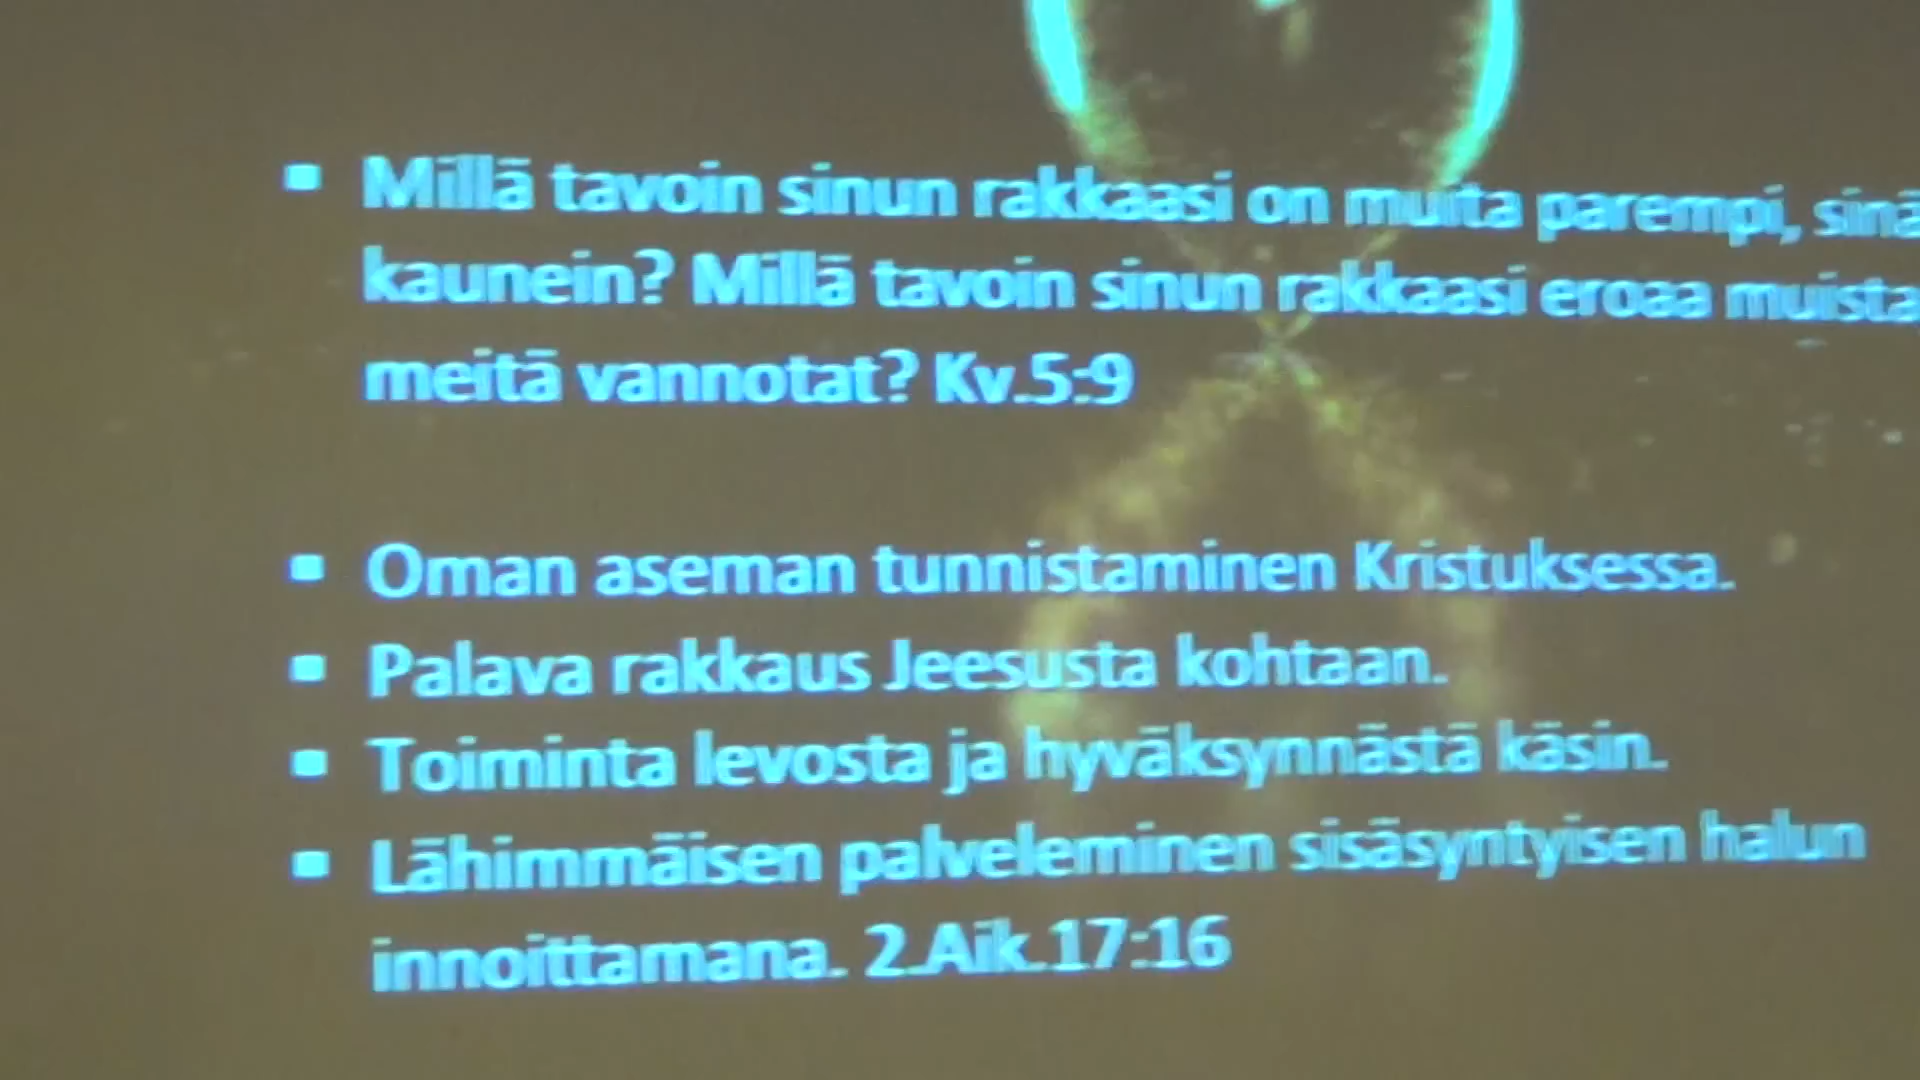 ▪ Millä tavoin sinun rakkaasi on muita parempi, sinä
kaunein? Millä tavoin sinun rakkaasi eroaa muista
meitä vannotat? Kv.5:9
▪ Oman aseman tunnistaminen Kristuksessa.
▪ Palava rakkaus Jeesusta kohtaan.
▪ Toiminta levosta ja hyväksynnästä käsin.
▪ Lähimmäisen palveleminen sisäsyntyisen halun
innoittamana. 2.Aik.17:16